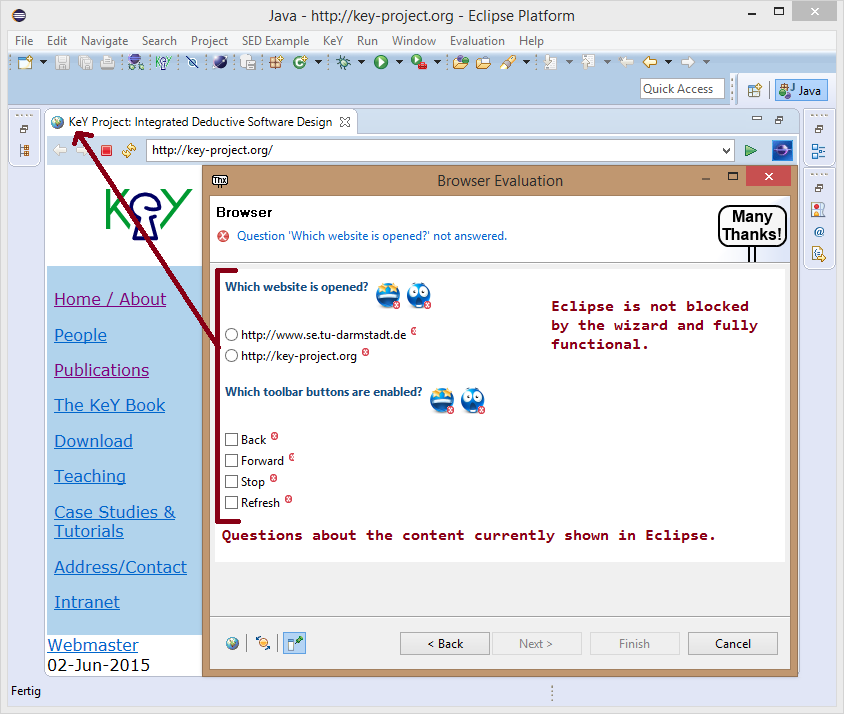 Java - http://key-project.org - Eclipse Platform
File Edit Navigate Search Project SED Example KeY Run Window Evaluation Help
Quick Access
Java
KeY Project: Integrated Deductive Software Design
http://key-project.org/
KeY
Thx
Browser Evaluation
Browser
Question 'Which website is opened?' not answered.
Many
Thanks!
Home / About
People
Publications
The KeY Book
Download
Teaching
Case Studies &
Tutorials
Address/Contact
Intranet
Webmaster
02-Jun-2015
Which website is opened?
http://www.se.tu-darmstadt.de
http://key-project.org
Eclipse is not blocked
by the wizard and fully
functional.
Which toolbar buttons are enabled?
Back
Forward
Stop
Refresh
Questions about the content currently shown in Eclipse.
< Back
Next >
Finish
Cancel
Fertig